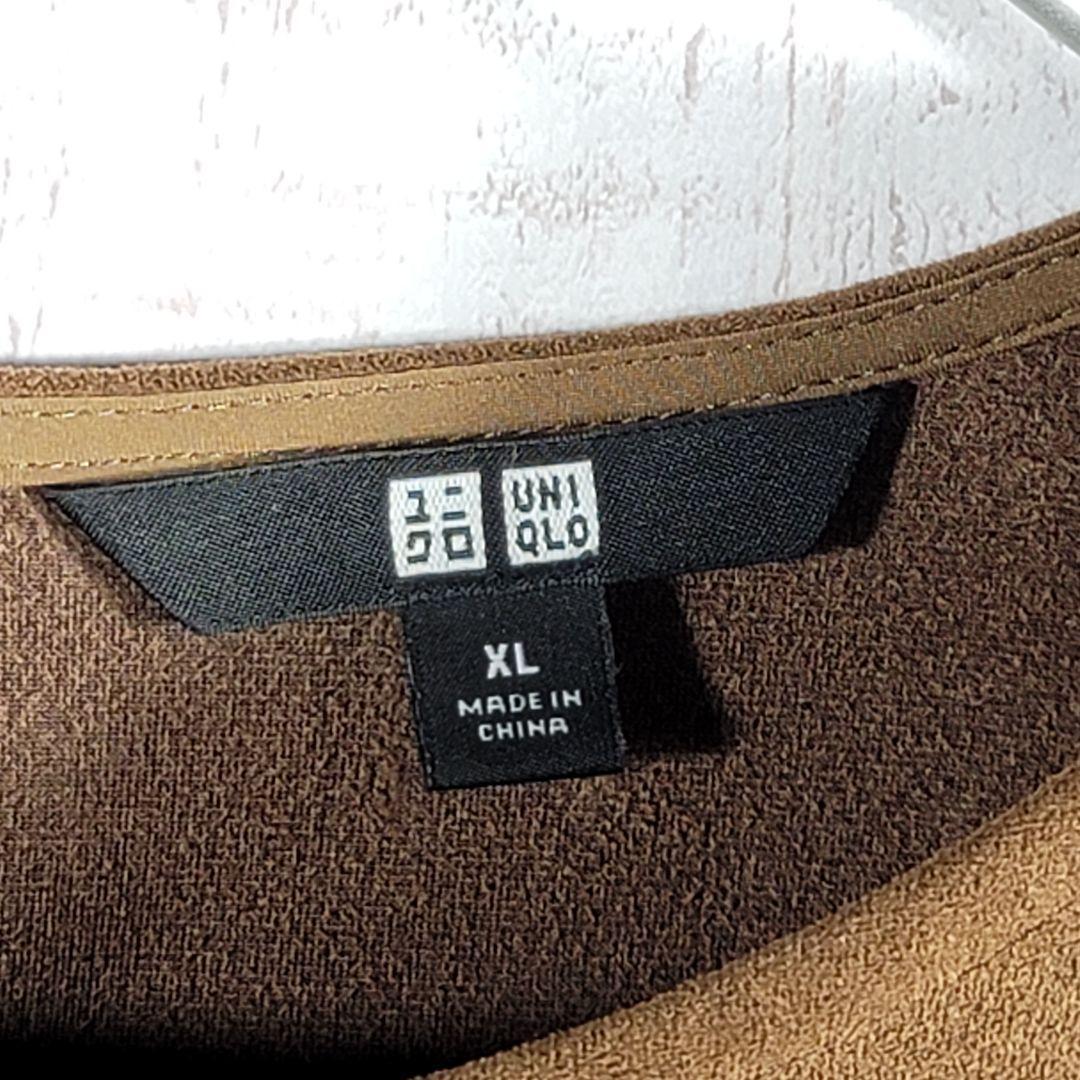 ユニ
クロ
UNI
QLO
XL
MADE IN
CHINA